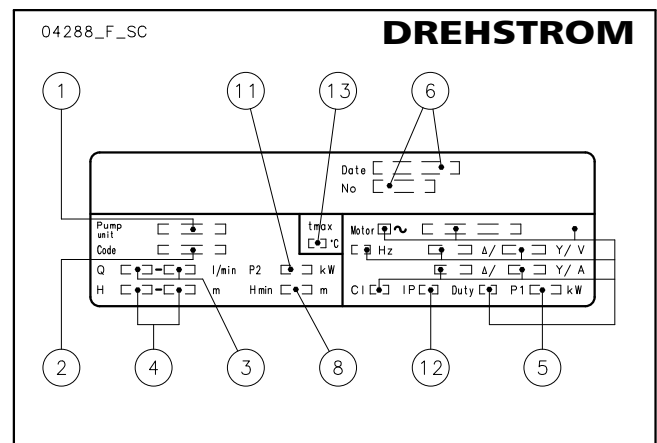 04288_F_SC
DREHSTROM
1 11 13 6
Date
No
Pump unit
tmax
°C
Motor ~
Code
Hz Δ/ Y/ V
Q - l/min P2 kW
Δ/ Y/ A
H - m Hmin m
Cl IP Duty P1 kW
2 4 3 8 12 5